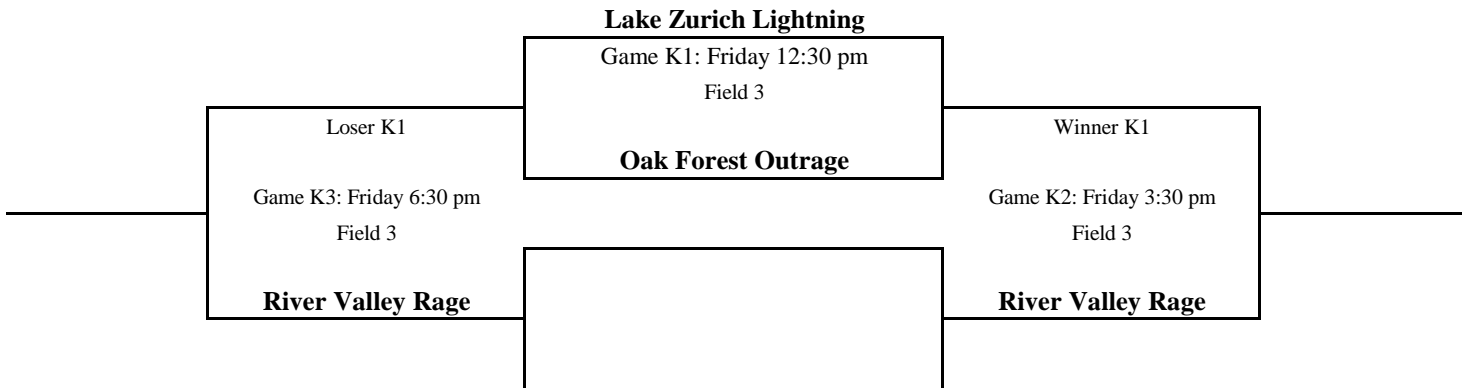 Lake Zurich Lightning
Game K1: Friday 12:30 pm
Field 3
Loser K1
Winner K1
Oak Forest Outrage
Game K3: Friday 6:30 pm
Game K2: Friday 3:30 pm
Field 3
Field 3
River Valley Rage
River Valley Rage